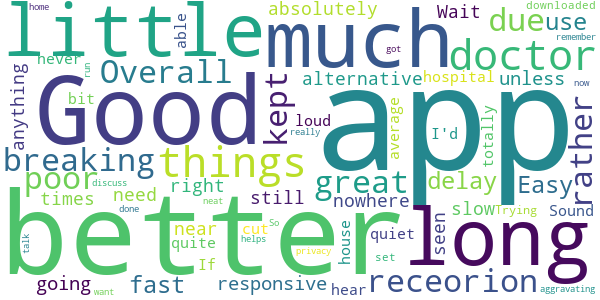 home
little
never
able
run
bit
anything
Overall
Good
kept
much
absolutely
Wait
due
use
downloaded
remember
doctor
got
now
alternative
hospital
unless
loud
really
app
average
I'd
totally
rather
breaking
things
poor
times
discuss
done
need
right
still
great
nowhere
delay
Easy
neat
better
long
near
quite
cut
helps
So
house
quiet
seen
slow
Trying
Sound
talk
If
privacy
set
going
want
fast
responsive
hear
receorion
aggravating